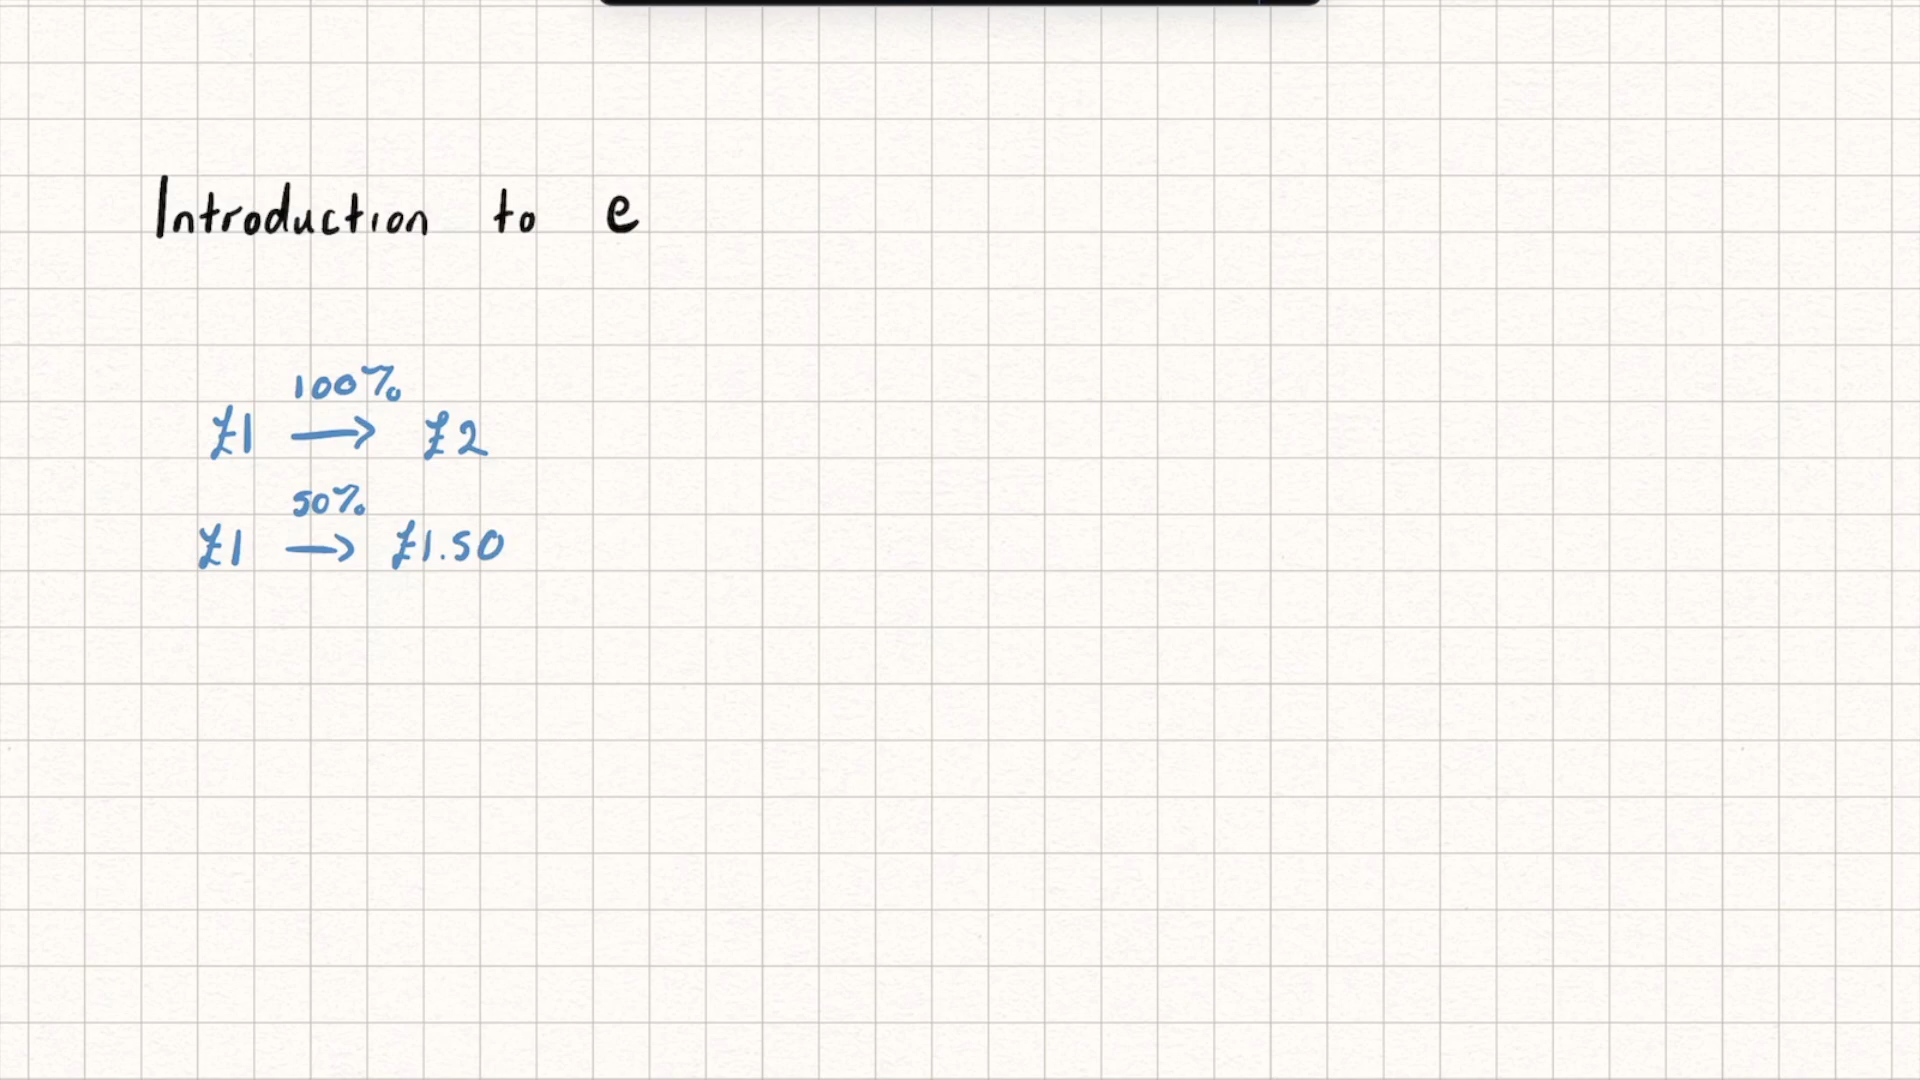 Introduction to e
100%
£1 → £2
50%
£1 → £1.50